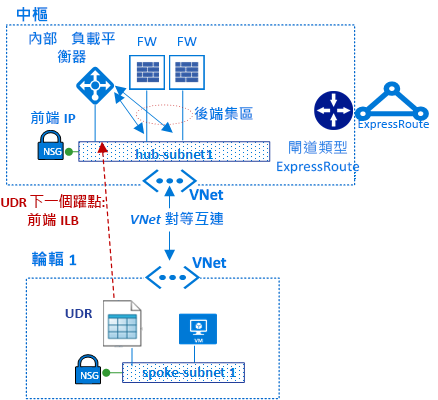 中樞
內部 負載平
衡器
FW
FW
前端 IP
後端集區
NSG
hub-subnet1
閘道類型
ExpressRoute
ExpressRoute
VNet
UDR 下一個躍點:
前端 ILB
VNet 對等互連
輪輻 1
VNet
UDR
VM
NSG
spoke-subnet 1